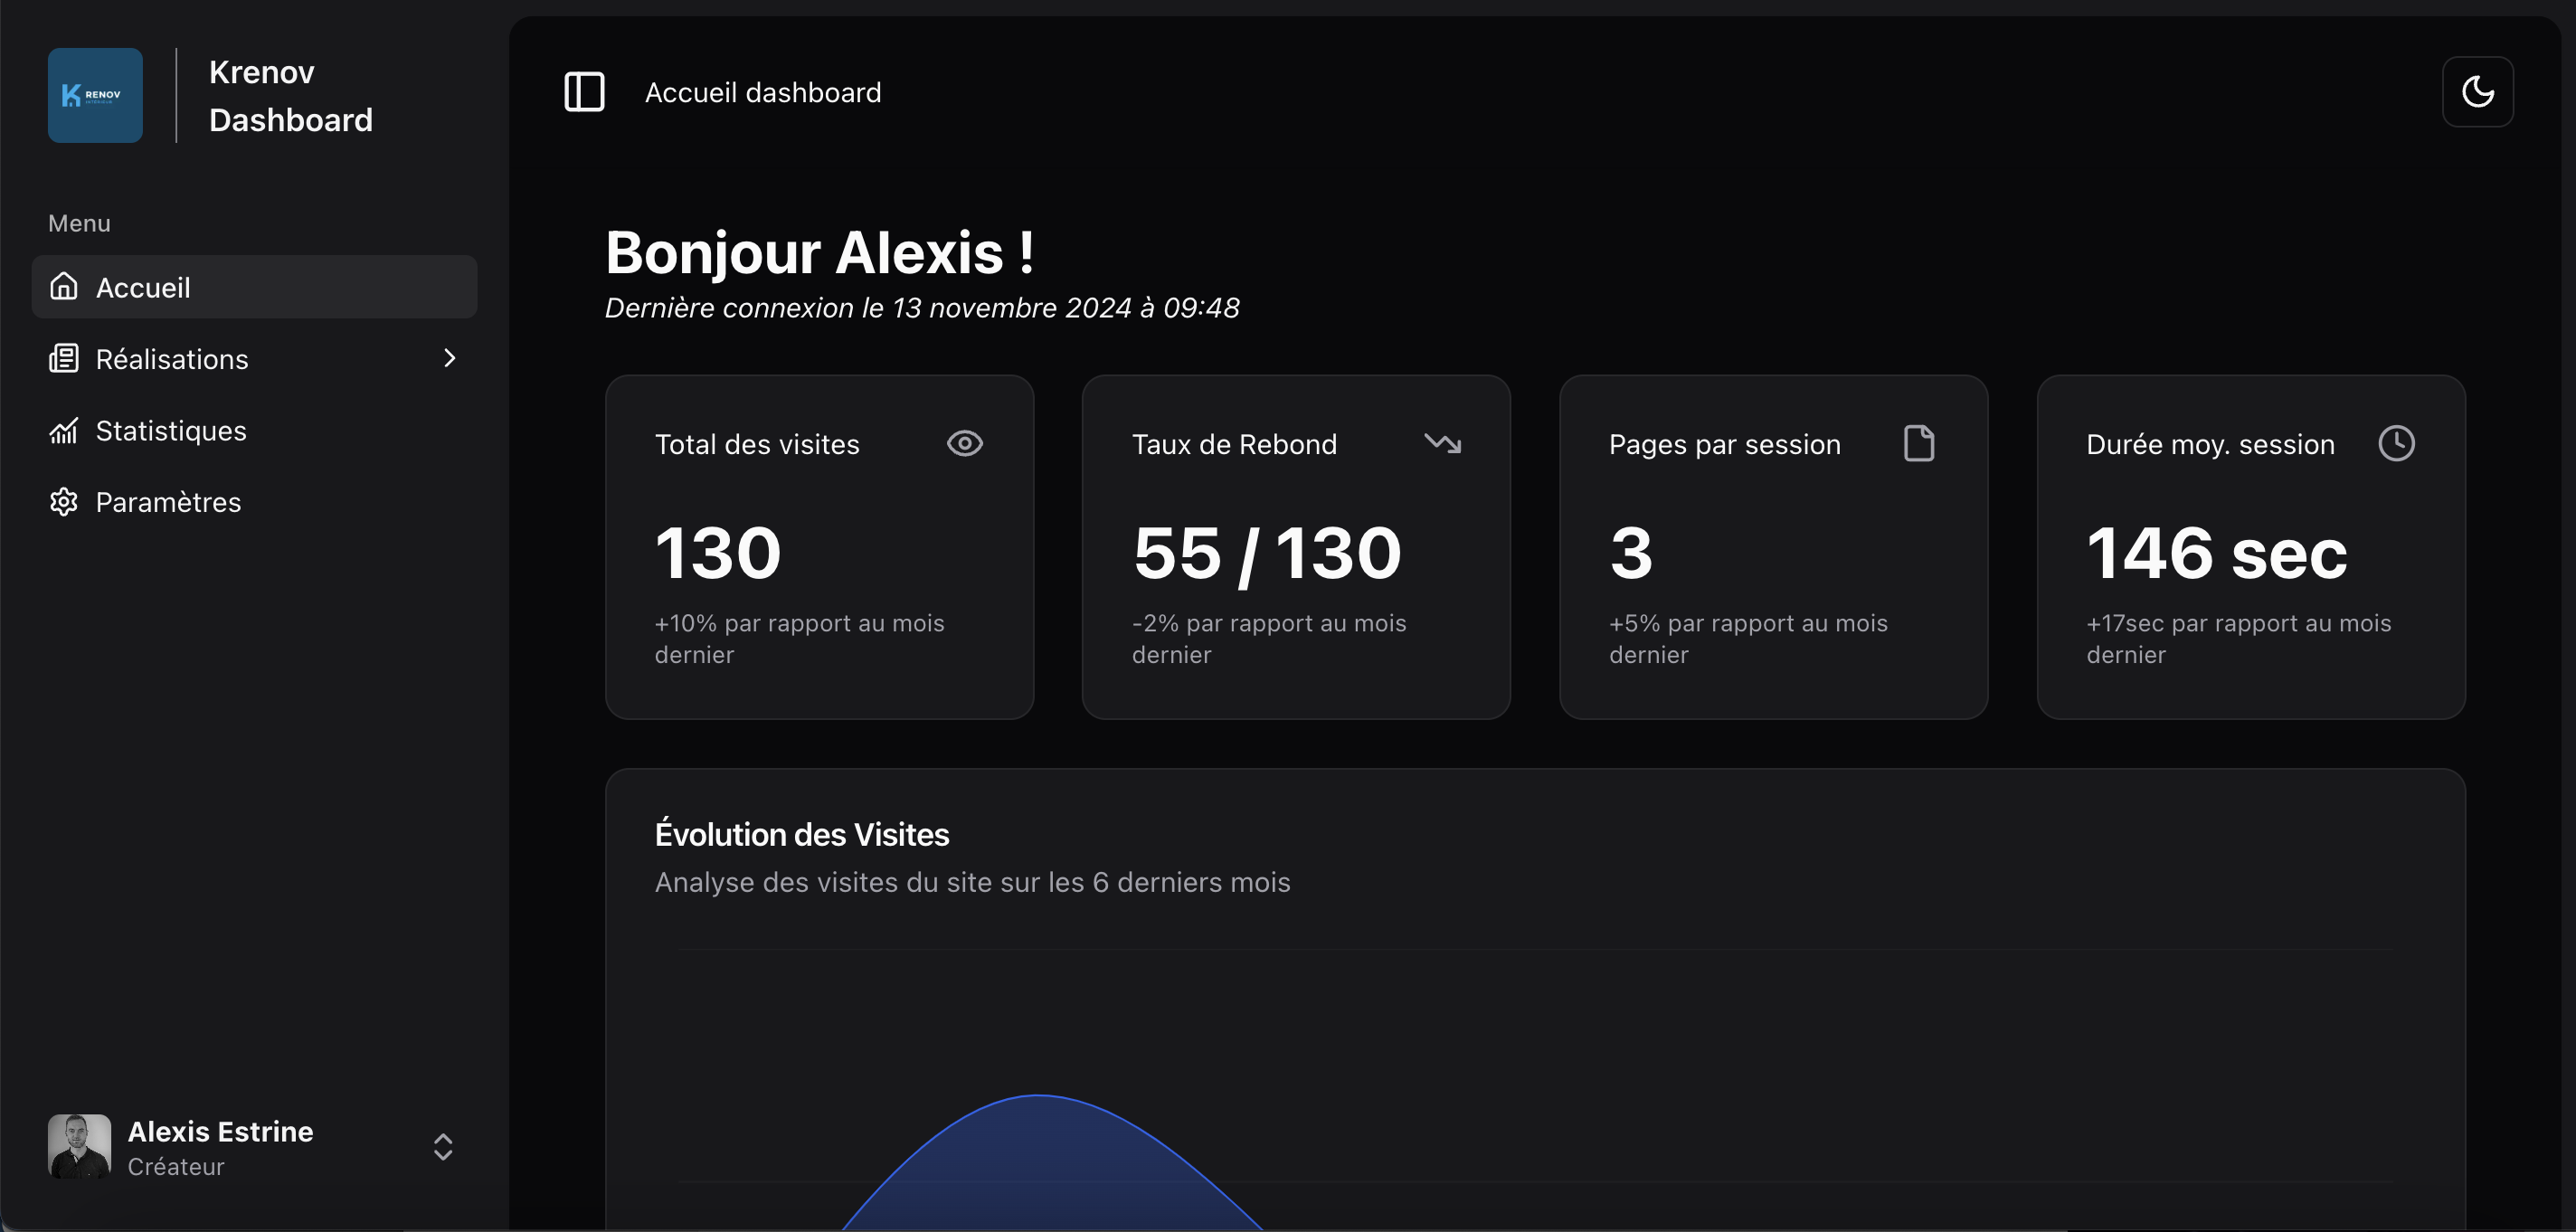 RENOV
Krenov
Dashboard
Menu
Accueil
Réalisations
Statistiques
Paramètres
Alexis Estrine
Créateur
Accueil dashboard
Bonjour Alexis !
Dernière connexion le 13 novembre 2024 à 09:48
Total des visites
130
+10% par rapport au mois
dernier
Taux de Rebond
55 / 130
-2% par rapport au mois
dernier
Pages par session
3
+5% par rapport au mois
dernier
Durée moy. session
146 sec
+17sec par rapport au mois
dernier
Évolution des Visites
Analyse des visites du site sur les 6 derniers mois